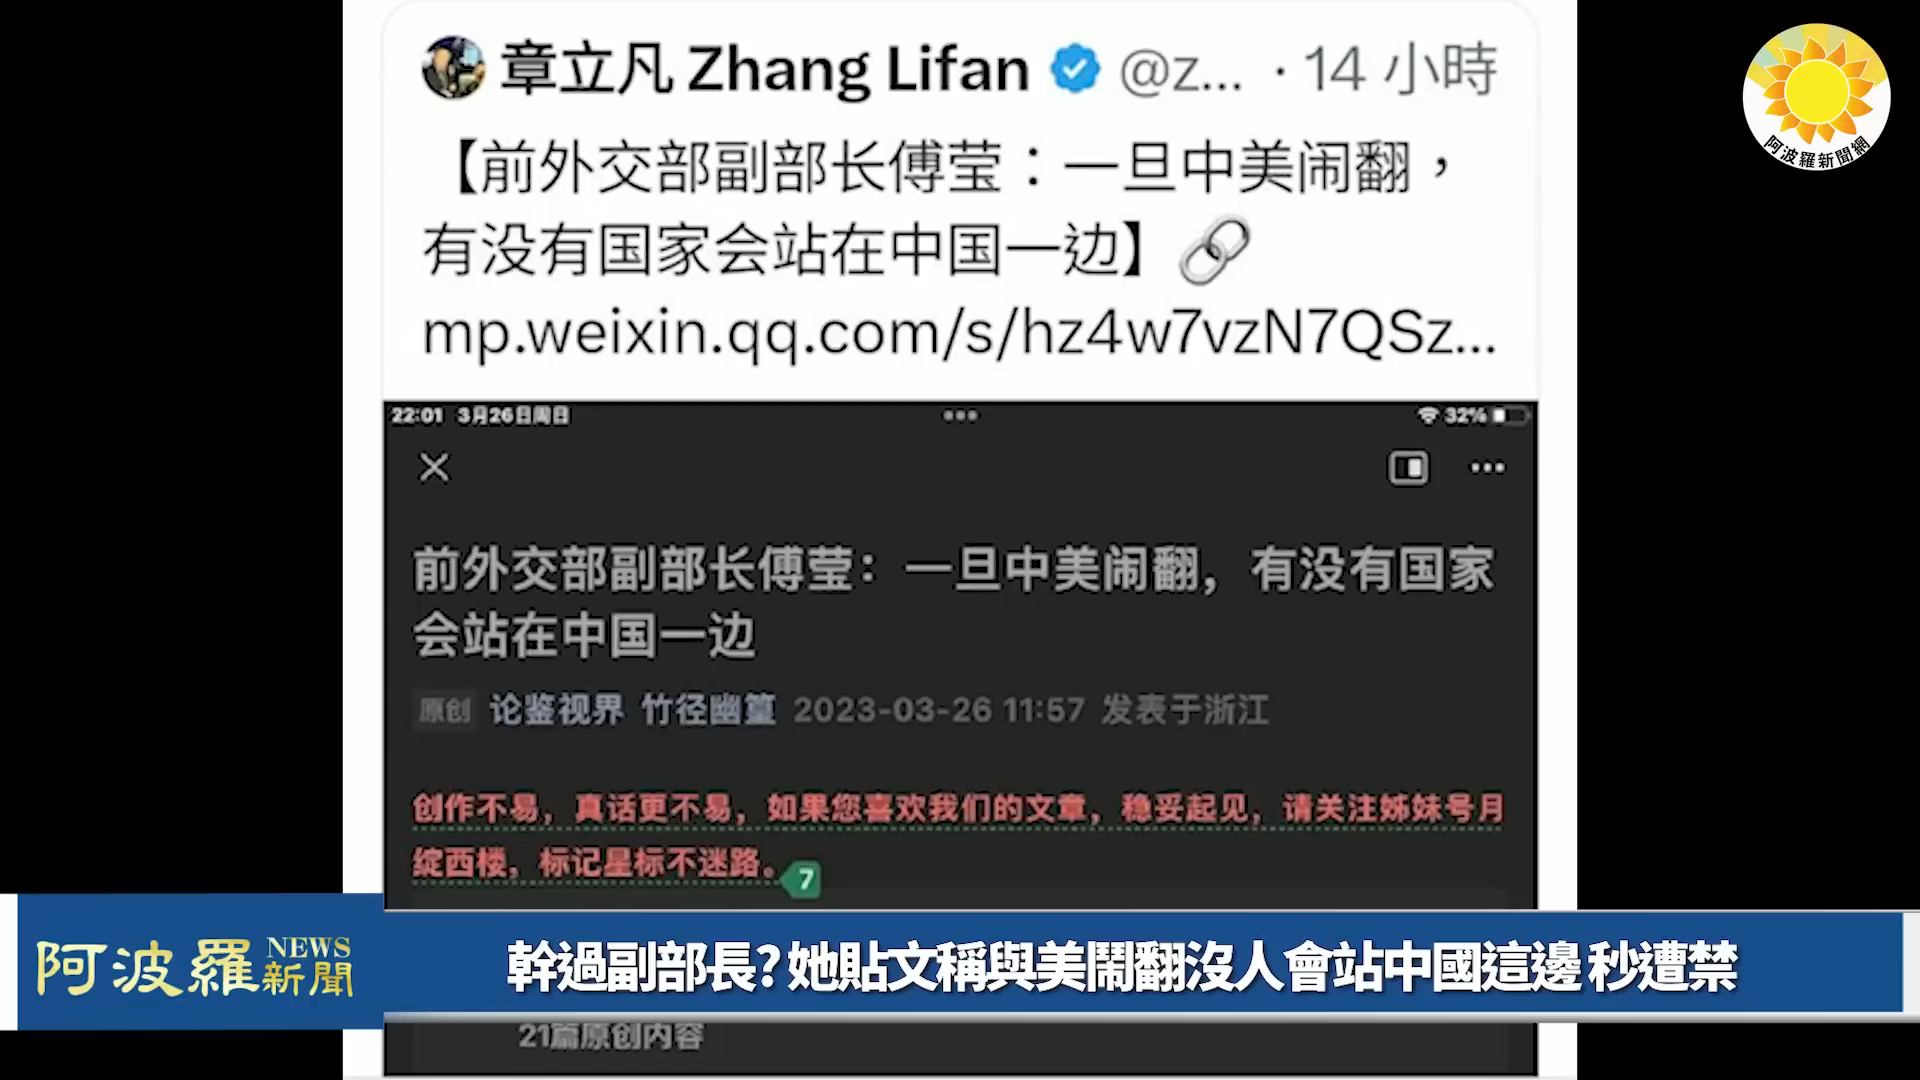 章立凡 Zhang Lifan @z... · 14 小時
【前外交部副部长傅莹：一旦中美闹翻，
有没有国家会站在中国一边】
mp.weixin.qq.com/s/hz4w7vzN7QSz...
22:01 3月26日周日
32%
前外交部副部长傅莹：一旦中美闹翻，有没有国家
会站在中国一边
原创 论鉴视界 竹径幽篁 2023-03-26 11:57 发表于浙江
创作不易，真话更不易，如果您喜欢我们的文章，稳妥起见，请关注姊妹号月
绽西楼，标记星标不迷路。
7
阿波羅新聞網
阿波羅 NEWS 新聞
幹過副部長? 她貼文稱與美鬧翻沒人會站中國這邊 秒遭禁
21篇原创内容